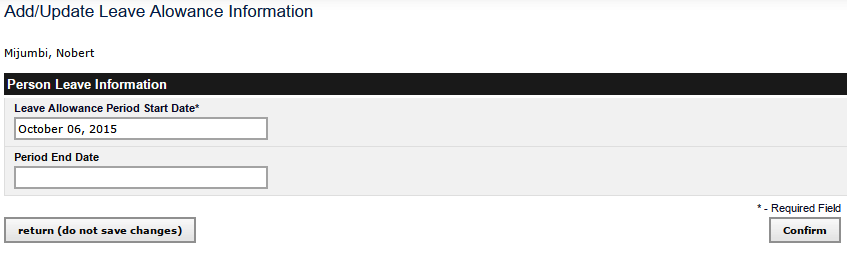 Add/Update Leave Alowance Information
Mijumbi, Nobert
Person Leave Information
Leave Allowance Period Start Date*
October 06, 2015
Period End Date
* - Required Field
return (do not save changes)
Confirm